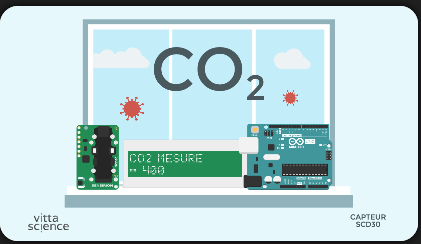 CO2
CO2 MESURE
400
vitta
science
CAPTEUR
SCD30